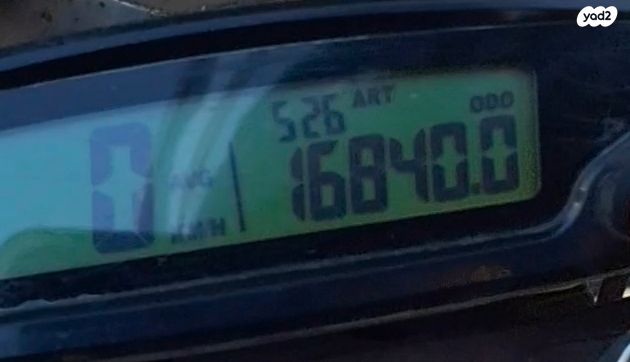 yad2
526 ART ODO
16840.0
0 AVG
KM/H